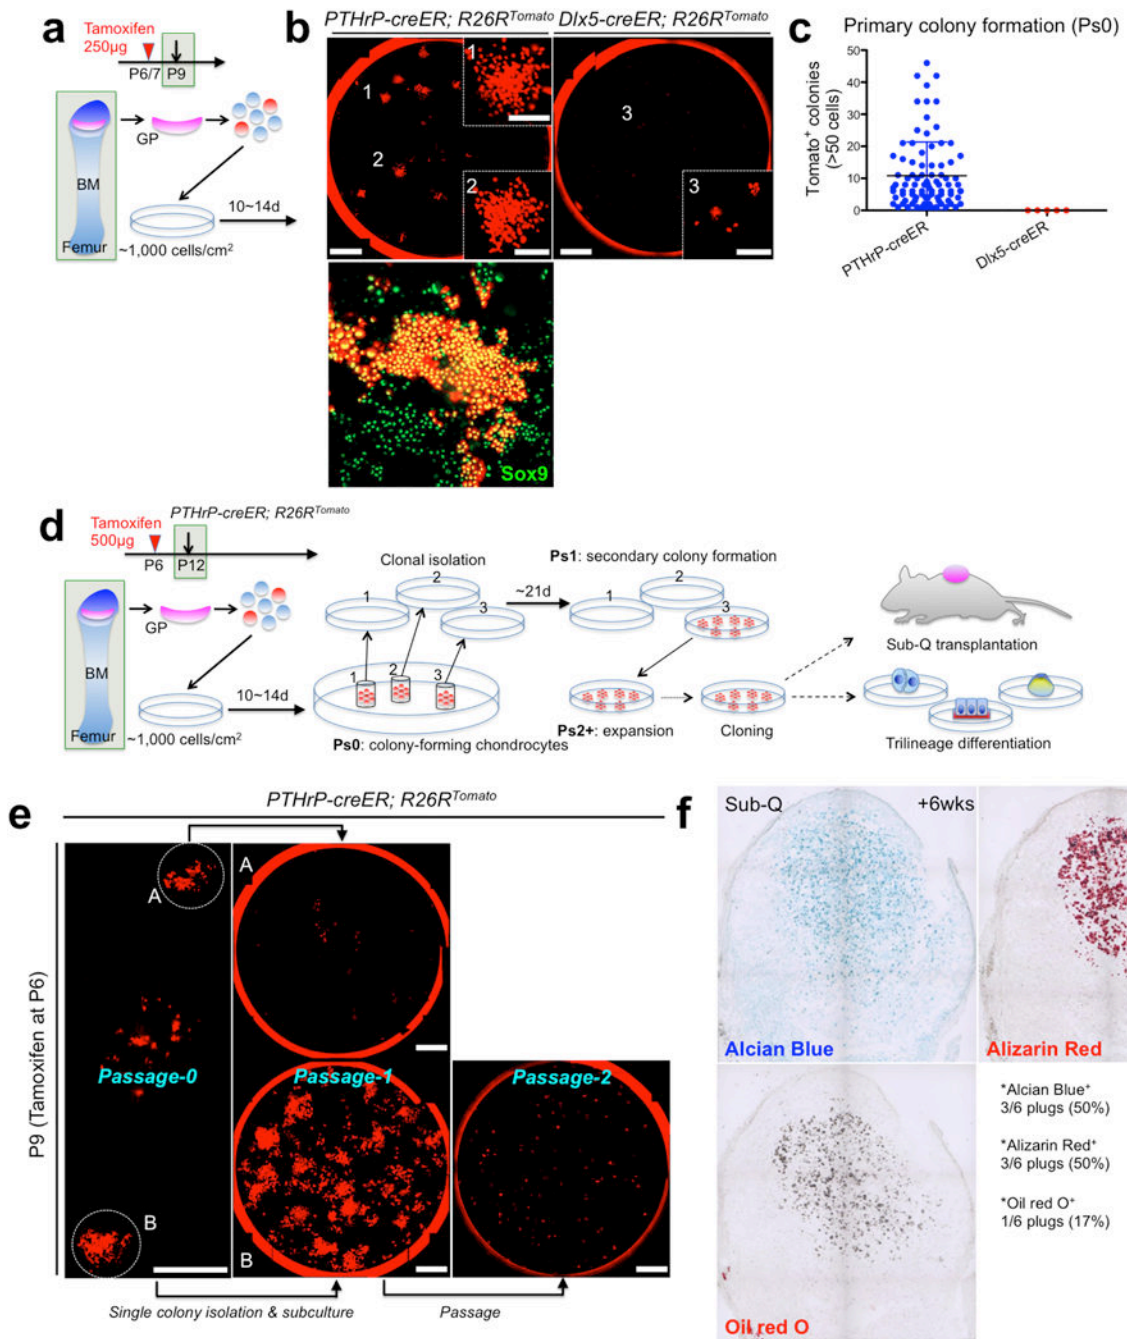 a
Tamoxifen
250µg
P6/7
P9
GP
BM
Femur
~1,000 cells/cm²
10~14d
b
PTHrP-creER; R26R^Tomato
Dlx5-creER; R26R^Tomato
1
2
1
2
3
3
Sox9
c
Primary colony formation (Ps0)
Tomato⁺ colonies
(>50 cells)
50
40
30
20
10
0
PTHrP-creER
Dlx5-creER
d
PTHrP-creER; R26R^Tomato
Tamoxifen
500µg
P6
P12
GP
BM
Femur
~1,000 cells/cm²
10~14d
Clonal isolation
1
2
3
1
2
3
Ps0: colony-forming chondrocytes
~21d
Ps1: secondary colony formation
1
2
3
Ps2+: expansion
Cloning
Sub-Q transplantation
Trilineage differentiation
e
PTHrP-creER; R26R^Tomato
P9 (Tamoxifen at P6)
A
A
Passage-0
Passage-1
Passage-2
B
B
Single colony isolation & subculture
Passage
f
Sub-Q
+6wks
Alcian Blue
Alizarin Red
Oil red O
*Alcian Blue⁺
3/6 plugs (50%)
*Alizarin Red⁺
3/6 plugs (50%)
*Oil red O⁺
1/6 plugs (17%)